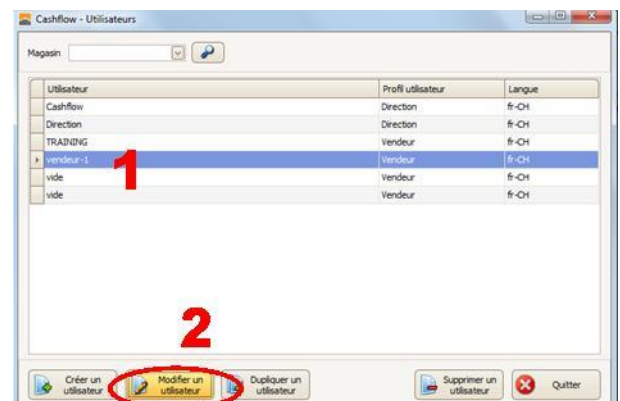 Cashflow - Utilisateurs
Magasin
Utilisateur Profil utilisateur Langue
Cashflow Direction fr-CH
Direction Direction fr-CH
TRAINING Vendeur fr-CH
vendeur-1 Vendeur fr-CH
vide Vendeur fr-CH
vide Vendeur fr-CH
1
2
Créer un utilisateur
Modifier un utilisateur
Dupliquer un utilisateur
Supprimer un utilisateur
Quitter